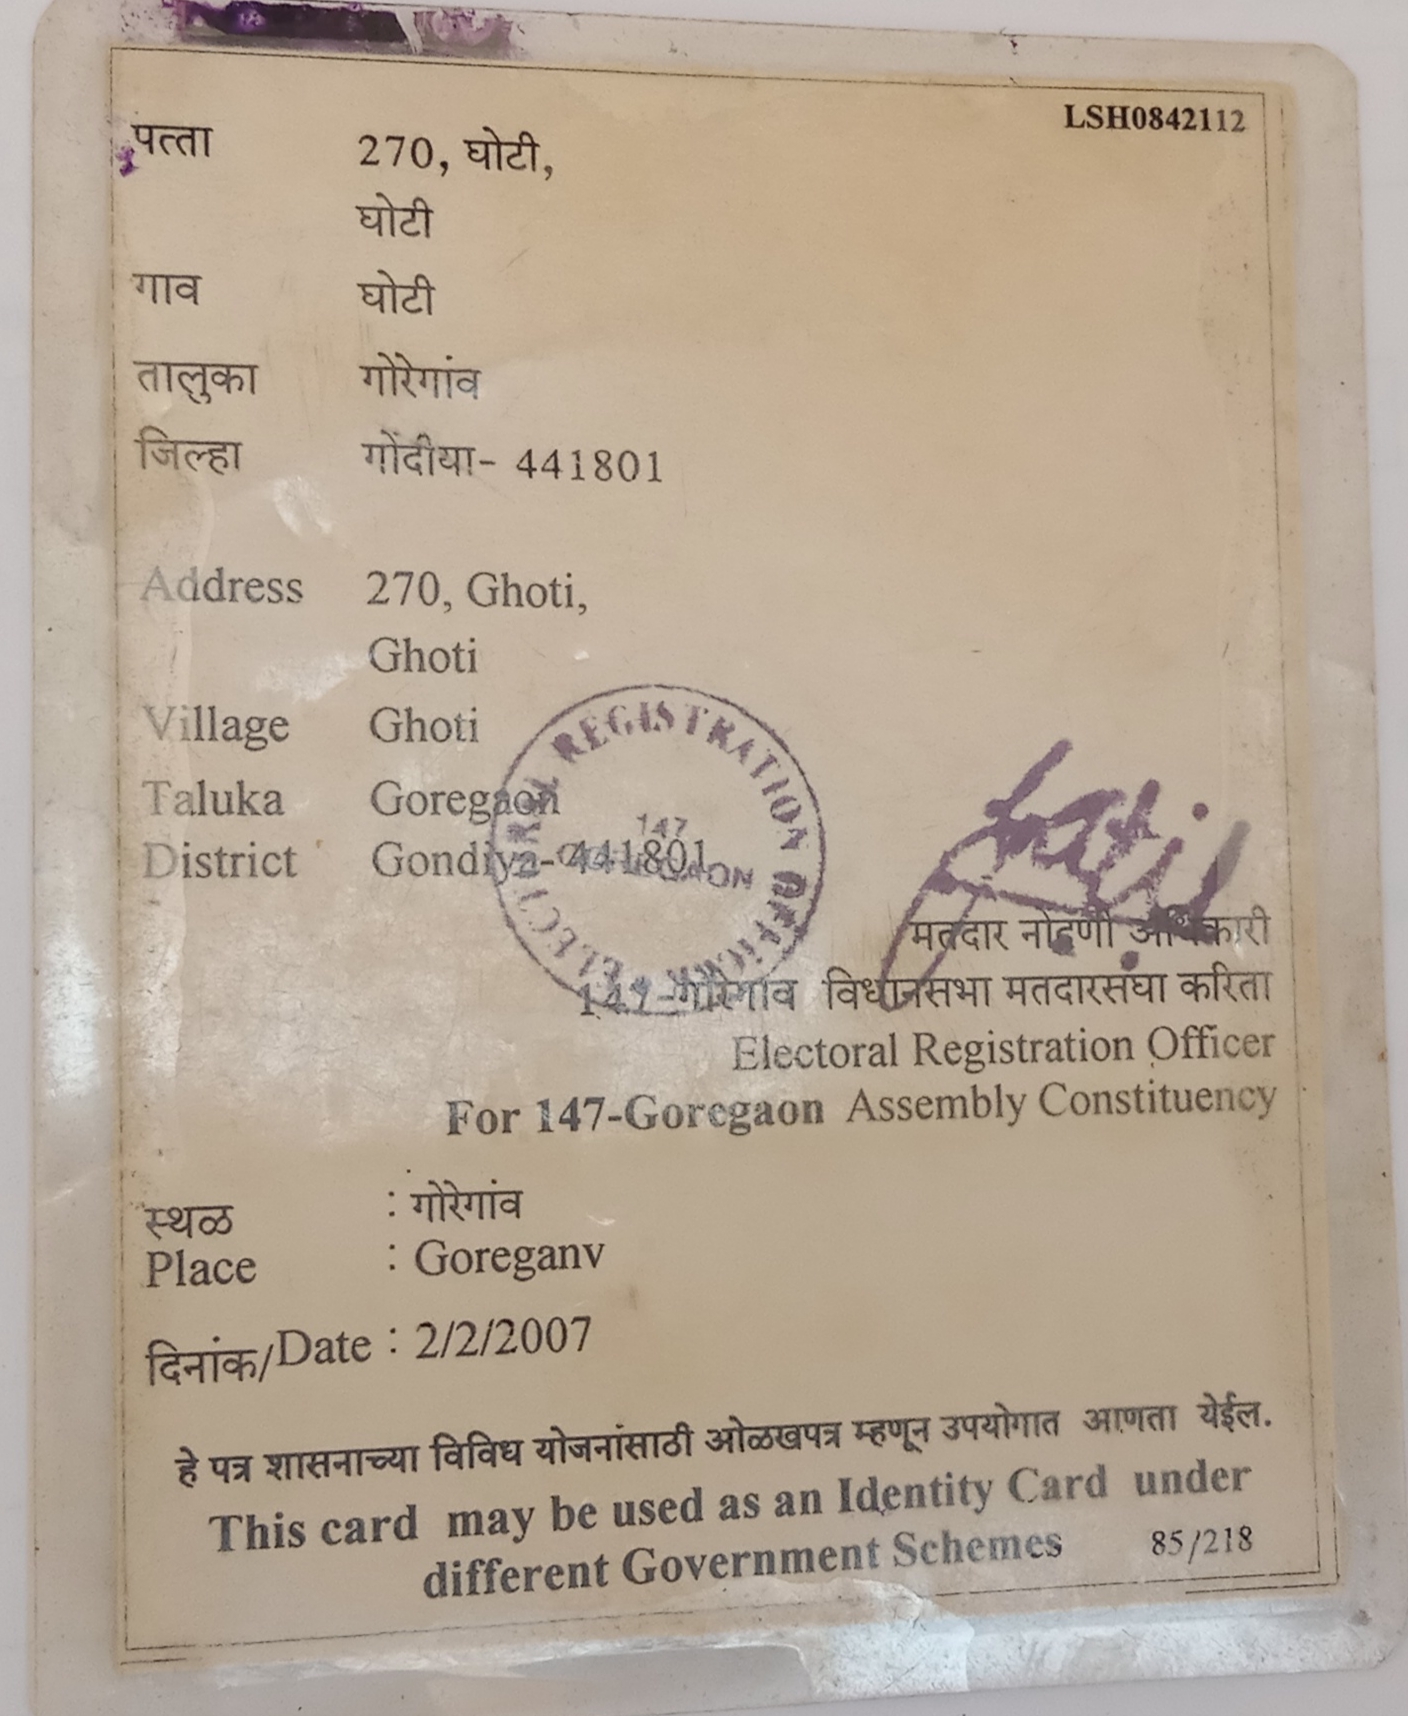 LSH0842112
पत्ता 270, घोटी,
घोटी
गाव घोटी
तालुका गोरेगांव
जिल्हा गोंदीया- 441801
Address 270, Ghoti,
Ghoti
Village Ghoti
Taluka Goregaon
District Gondiya- 441801
ELECTORAL REGISTRATION OFFICER
147
मतदार नोंदणी अधिकारी
147-गोरेगांव विधानसभा मतदारसंघा करिता
Electoral Registration Officer
For 147-Goregaon Assembly Constituency
स्थळ : गोरेगांव
Place : Goreganv
दिनांक/Date : 2/2/2007
हे पत्र शासनाच्या विविध योजनांसाठी ओळखपत्र म्हणून उपयोगात आणता येईल.
This card may be used as an Identity Card under
different Government Schemes 85/218